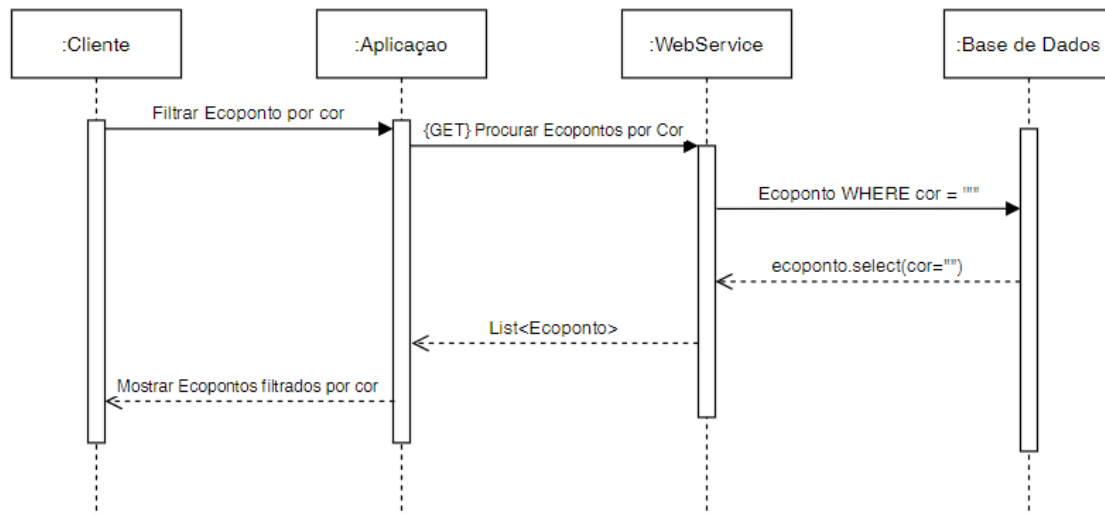 :Cliente
:Aplicaçao
:WebService
:Base de Dados
Filtrar Ecoponto por cor
{GET} Procurar Ecopontos por Cor
Ecoponto WHERE cor = """
ecoponto.select(cor="")
List<Ecoponto>
Mostrar Ecopontos filtrados por cor